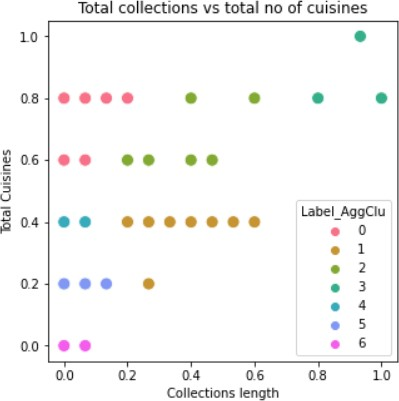 Total collections vs total no of cuisines
1.0
0.8
0.6
0.4
0.2
0.0
Total Cuisines
Label_AggClu
0
1
2
3
4
5
6
0.0 0.2 0.4 0.6 0.8 1.0
Collections length